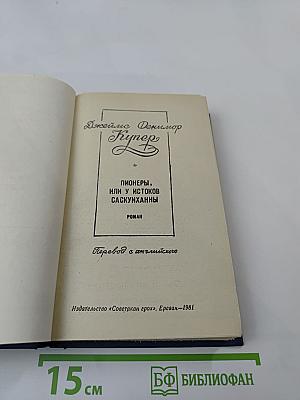 Джеймс Фенимор
Купер
ПИОНЕРЫ,
ИЛИ У ИСТОКОВ
САСКУИХАННЫ
РОМАН
Перевод с английского
Издательство «Советакан грох», Ереван—1981
15 см
БФ БИБЛИОФАН